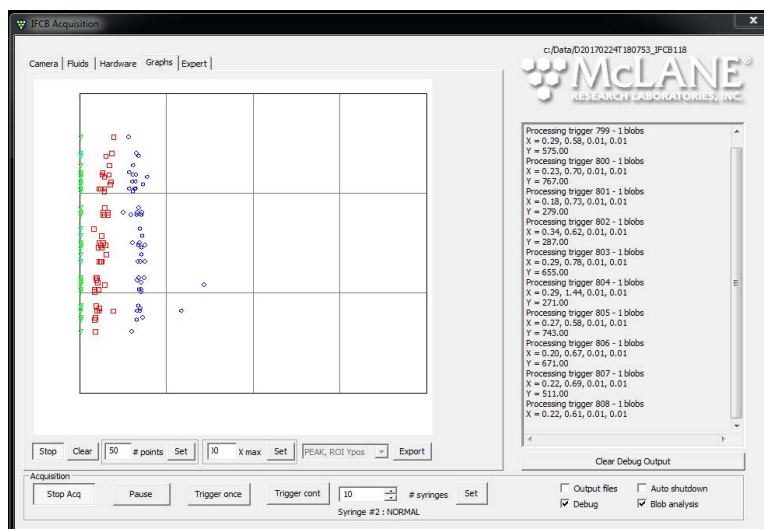 IFCB Acquisition
x
c:/Data/D20170224T180753_IFCB118
Camera Fluids Hardware Graphs Expert
McLANE®
RESEARCH LABORATORIES, INC.
Processing trigger 799 - 1 blobs
X = 0.29, 0.58, 0.01, 0.01
Y = 575.00
Processing trigger 800 - 1 blobs
X = 0.23, 0.70, 0.01, 0.01
Y = 767.00
Processing trigger 801 - 1 blobs
X = 0.18, 0.73, 0.01, 0.01
Y = 279.00
Processing trigger 802 - 1 blobs
X = 0.34, 0.62, 0.01, 0.01
Y = 287.00
Processing trigger 803 - 1 blobs
X = 0.29, 0.78, 0.01, 0.01
Y = 655.00
Processing trigger 804 - 1 blobs
X = 0.29, 1.44, 0.01, 0.01
Y = 271.00
Processing trigger 805 - 1 blobs
X = 0.27, 0.58, 0.01, 0.01
Y = 743.00
Processing trigger 806 - 1 blobs
X = 0.20, 0.67, 0.01, 0.01
Y = 671.00
Processing trigger 807 - 1 blobs
X = 0.22, 0.69, 0.01, 0.01
Y = 511.00
Processing trigger 808 - 1 blobs
X = 0.22, 0.61, 0.01, 0.01
Stop Clear 50 # points Set X max Set PEAK, ROI Ypos Export
Clear Debug Output
Acquisition
Stop Acq Pause Trigger once Trigger cont 10 # syringes Set
Syringe #2 : NORMAL
Output files Auto shutdown
Debug Blob analysis